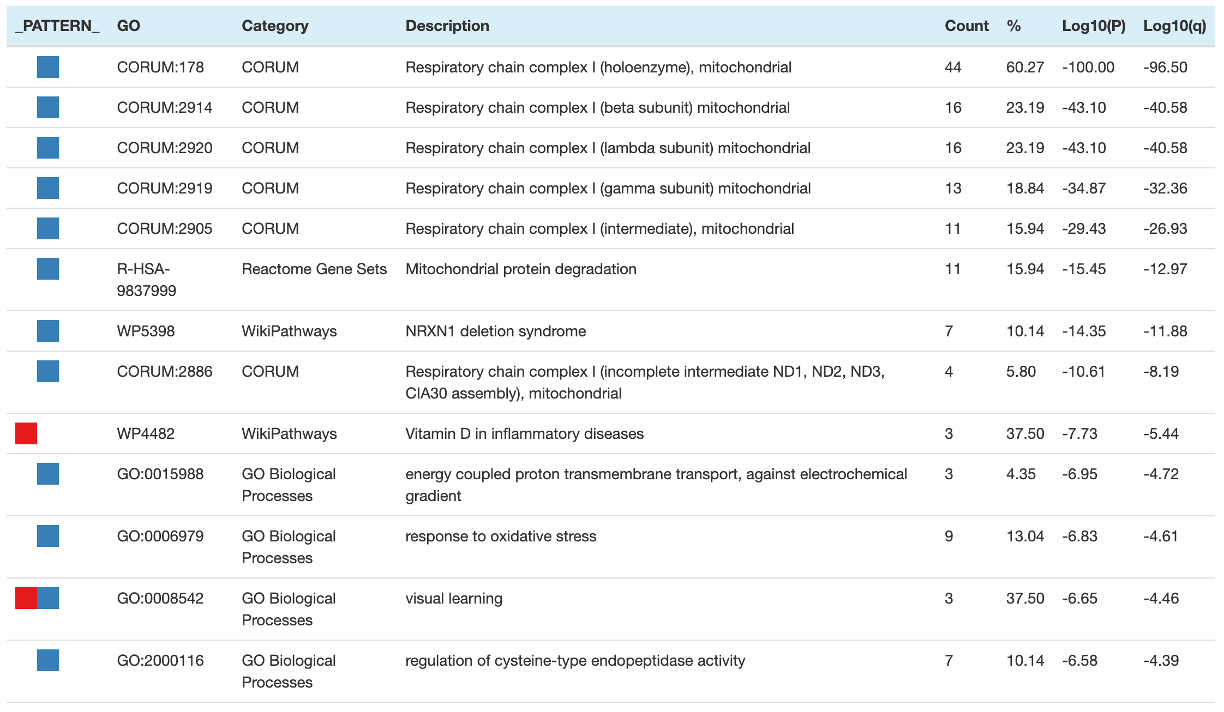 _PATTERN_ GO Category Description Count % Log10(P) Log10(q)
CORUM:178 CORUM Respiratory chain complex I (holoenzyme), mitochondrial 44 60.27 -100.00 -96.50
CORUM:2914 CORUM Respiratory chain complex I (beta subunit) mitochondrial 16 23.19 -43.10 -40.58
CORUM:2920 CORUM Respiratory chain complex I (lambda subunit) mitochondrial 16 23.19 -43.10 -40.58
CORUM:2919 CORUM Respiratory chain complex I (gamma subunit) mitochondrial 13 18.84 -34.87 -32.36
CORUM:2905 CORUM Respiratory chain complex I (intermediate), mitochondrial 11 15.94 -29.43 -26.93
R-HSA- Reactome Gene Sets Mitochondrial protein degradation 11 15.94 -15.45 -12.97
9837999
WP5398 WikiPathways NRXN1 deletion syndrome 7 10.14 -14.35 -11.88
CORUM:2886 CORUM Respiratory chain complex I (incomplete intermediate ND1, ND2, ND3, 4 5.80 -10.61 -8.19
CIA30 assembly), mitochondrial
WP4482 WikiPathways Vitamin D in inflammatory diseases 3 37.50 -7.73 -5.44
GO:0015988 GO Biological energy coupled proton transmembrane transport, against electrochemical 3 4.35 -6.95 -4.72
Processes gradient
GO:0006979 GO Biological response to oxidative stress 9 13.04 -6.83 -4.61
Processes
GO:0008542 GO Biological visual learning 3 37.50 -6.65 -4.46
Processes
GO:2000116 GO Biological regulation of cysteine-type endopeptidase activity 7 10.14 -6.58 -4.39
Processes